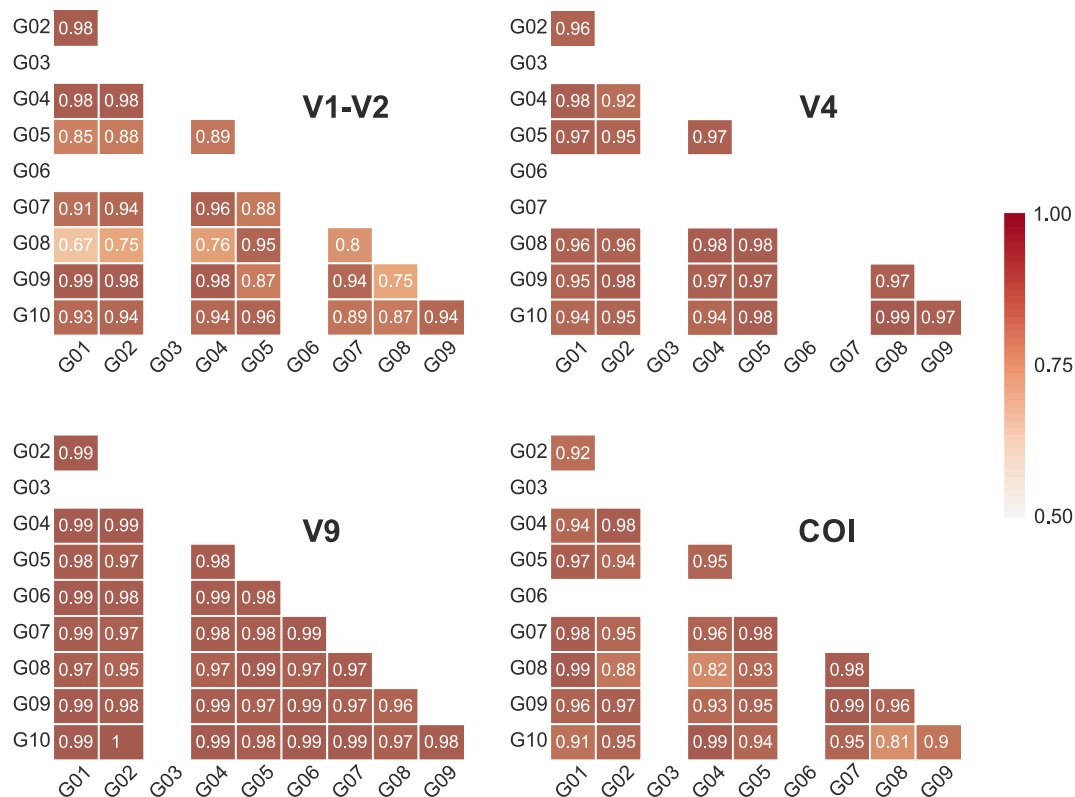 G02 0.98
G03
G04 0.98 0.98
V1-V2
G05 0.85 0.88 0.89
G06
G07 0.91 0.94 0.96 0.88
G08 0.67 0.75 0.76 0.95 0.8
G09 0.99 0.98 0.98 0.87 0.94 0.75
G10 0.93 0.94 0.94 0.96 0.89 0.87 0.94
G01 G02 G03 G04 G05 G06 G07 G08 G09
G02 0.96
G03
G04 0.98 0.92
V4
G05 0.97 0.95 0.97
G06
G07
G08 0.96 0.96 0.98 0.98
G09 0.95 0.98 0.97 0.97 0.97
G10 0.94 0.95 0.94 0.98 0.99 0.97
G01 G02 G03 G04 G05 G06 G07 G08 G09
1.00
0.75
0.50
G02 0.99
G03
G04 0.99 0.99
V9
G05 0.98 0.97 0.98
G06 0.99 0.98 0.99 0.98
G07 0.99 0.97 0.98 0.98 0.99
G08 0.97 0.95 0.97 0.99 0.97 0.97
G09 0.99 0.98 0.99 0.97 0.99 0.97 0.96
G10 0.99 1 0.99 0.98 0.99 0.99 0.97 0.98
G01 G02 G03 G04 G05 G06 G07 G08 G09
G02 0.92
G03
G04 0.94 0.98
COI
G05 0.97 0.94 0.95
G06
G07 0.98 0.95 0.96 0.98
G08 0.99 0.88 0.82 0.93 0.98
G09 0.96 0.97 0.93 0.95 0.99 0.96
G10 0.91 0.95 0.99 0.94 0.95 0.81 0.9
G01 G02 G03 G04 G05 G06 G07 G08 G09